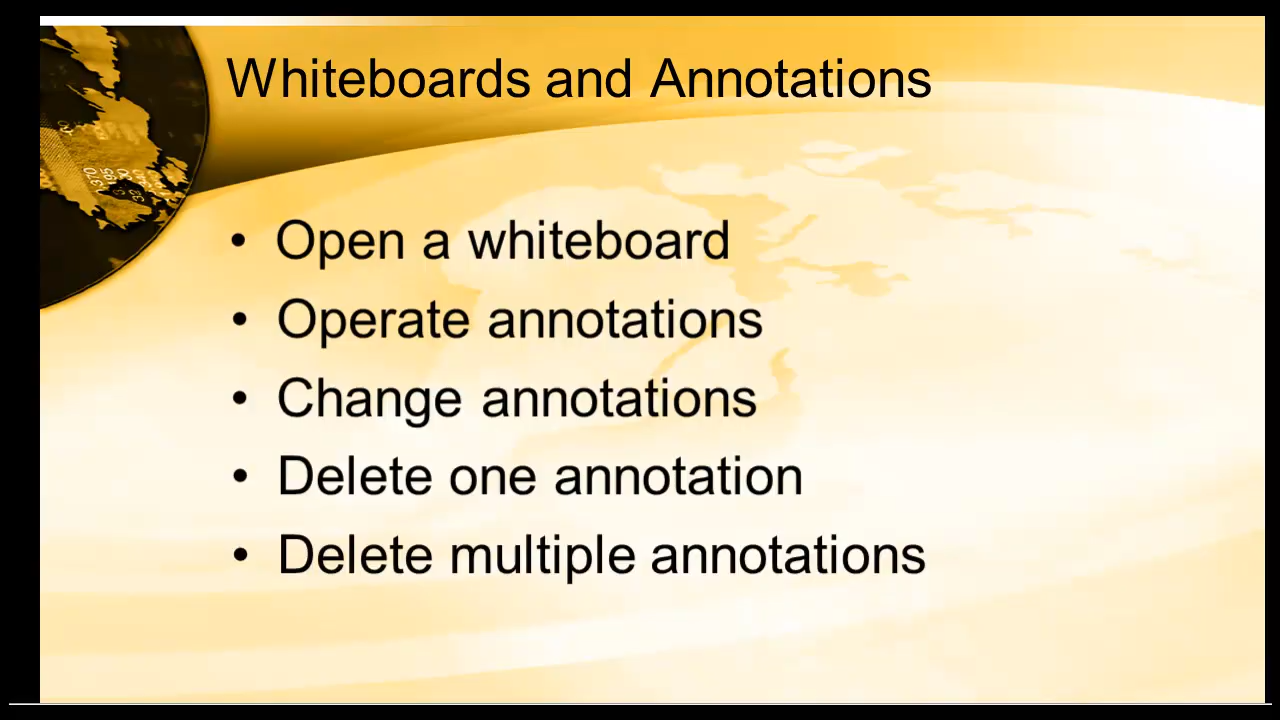 Whiteboards and Annotations
• Open a whiteboard
• Operate annotations
• Change annotations
• Delete one annotation
• Delete multiple annotations